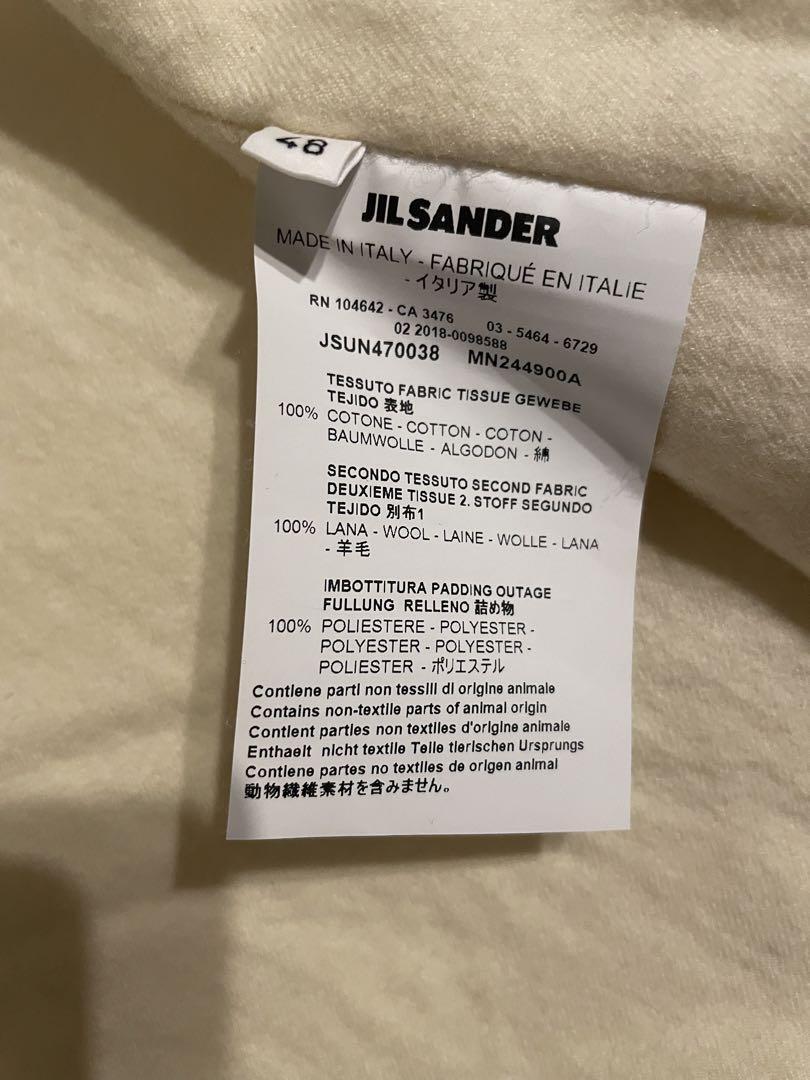 48
JIL SANDER
MADE IN ITALY - FABRIQUÉ EN ITALIE
- イタリア製
RN 104642 - CA 3476 03 - 5464 - 6729
02 2018-0098588
JSUN470038 MN244900A
TESSUTO FABRIC TISSUE GEWEBE
TEJIDO 表地
100% COTONE - COTTON - COTON -
BAUMWOLLE - ALGODON - 綿
SECONDO TESSUTO SECOND FABRIC
DEUXIEME TISSUE 2. STOFF SEGUNDO
TEJIDO 別布1
100% LANA - WOOL - LAINE - WOLLE - LANA
- 羊毛
IMBOTTITURA PADDING OUTAGE
FULLUNG RELLENO 詰め物
100% POLIESTERE - POLYESTER -
POLYESTER - POLYESTER -
POLIESTER - ポリエステル
Contiene parti non tessili di origine animale
Contains non-textile parts of animal origin
Contient parties non textiles d'origine animale
Enthaelt nicht textile Teile tierischen Ursprungs
Contiene partes no textiles de origen animal
動物繊維素材を含みません。